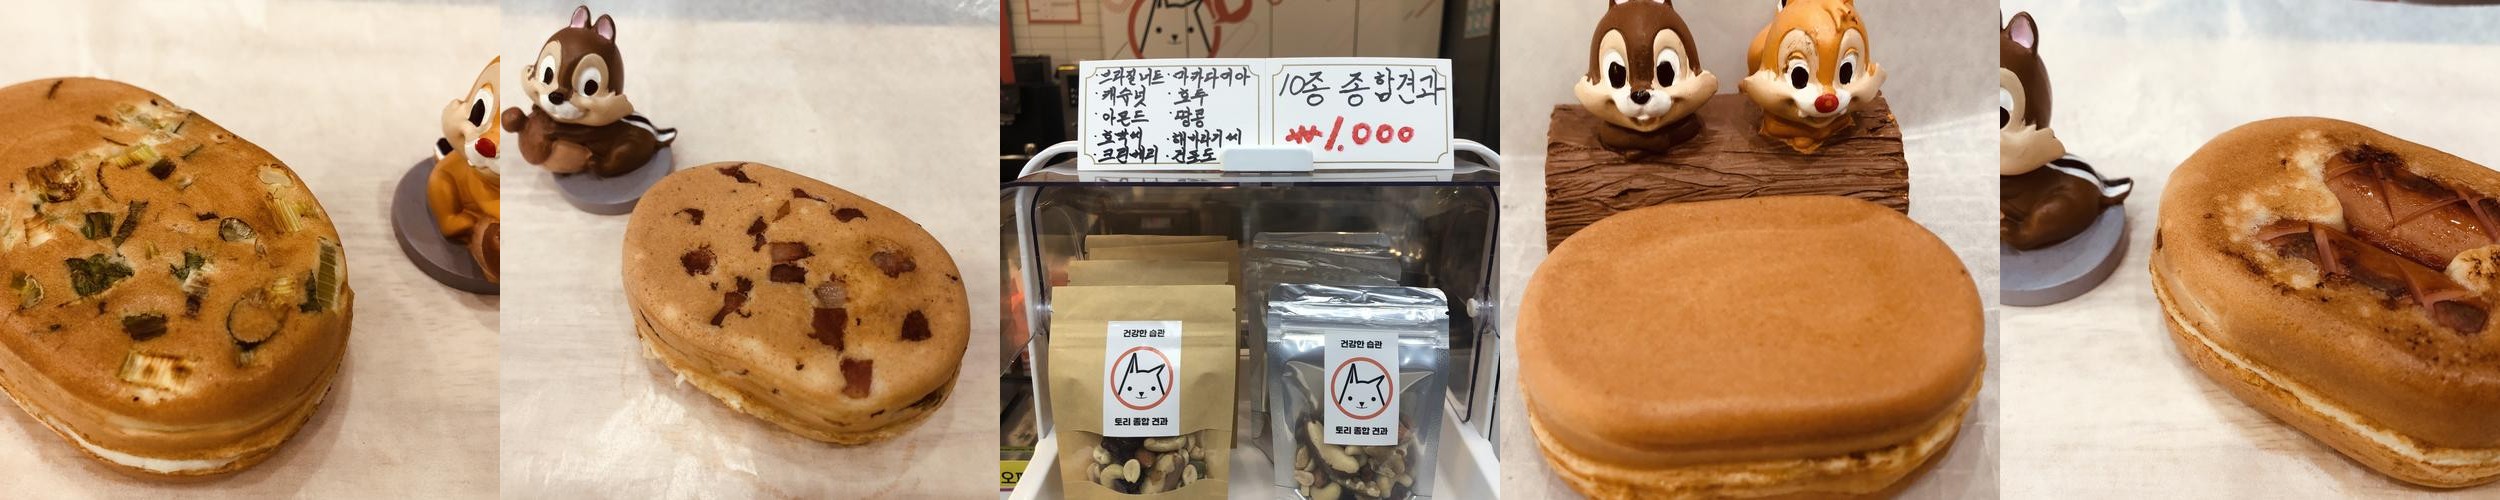 ·브라질너트 ·마카다미아
·캐슈넛 ·호두
·아몬드 ·땅콩
·호박씨 ·해바라기씨
·크랜베리 ·건포도
10종 종합견과
₩1,000
건강한 습관
토리 종합 견과
건강한 습관
토리 종합 견과